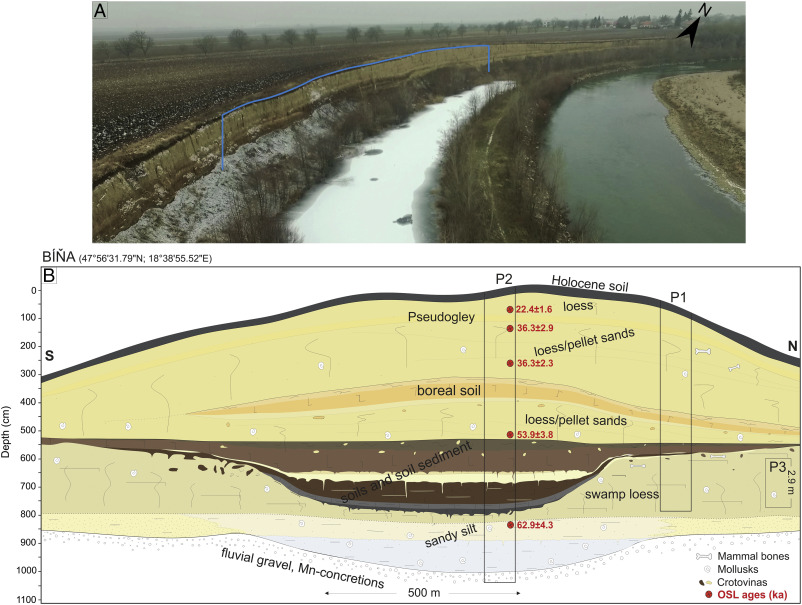 A
N
BÍŇA (47°56'31.79"N; 18°38'55.52"E)
B
P2
Holocene soil
P1
0
22.4±1.6
loess
100
Pseudogley
36.3±2.9
loess/pellet sands
S
N
200
36.3±2.3
300
boreal soil
400
loess/pellet sands
500
53.9±3.8
Depth (cm)
600
soils and soil sediment
P3
swamp loess
2.9 m
700
800
62.9±4.3
sandy silt
900
Mammal bones
fluvial gravel, Mn-concretions
Mollusks
1000
Crotovinas
500 m
OSL ages (ka)
1100